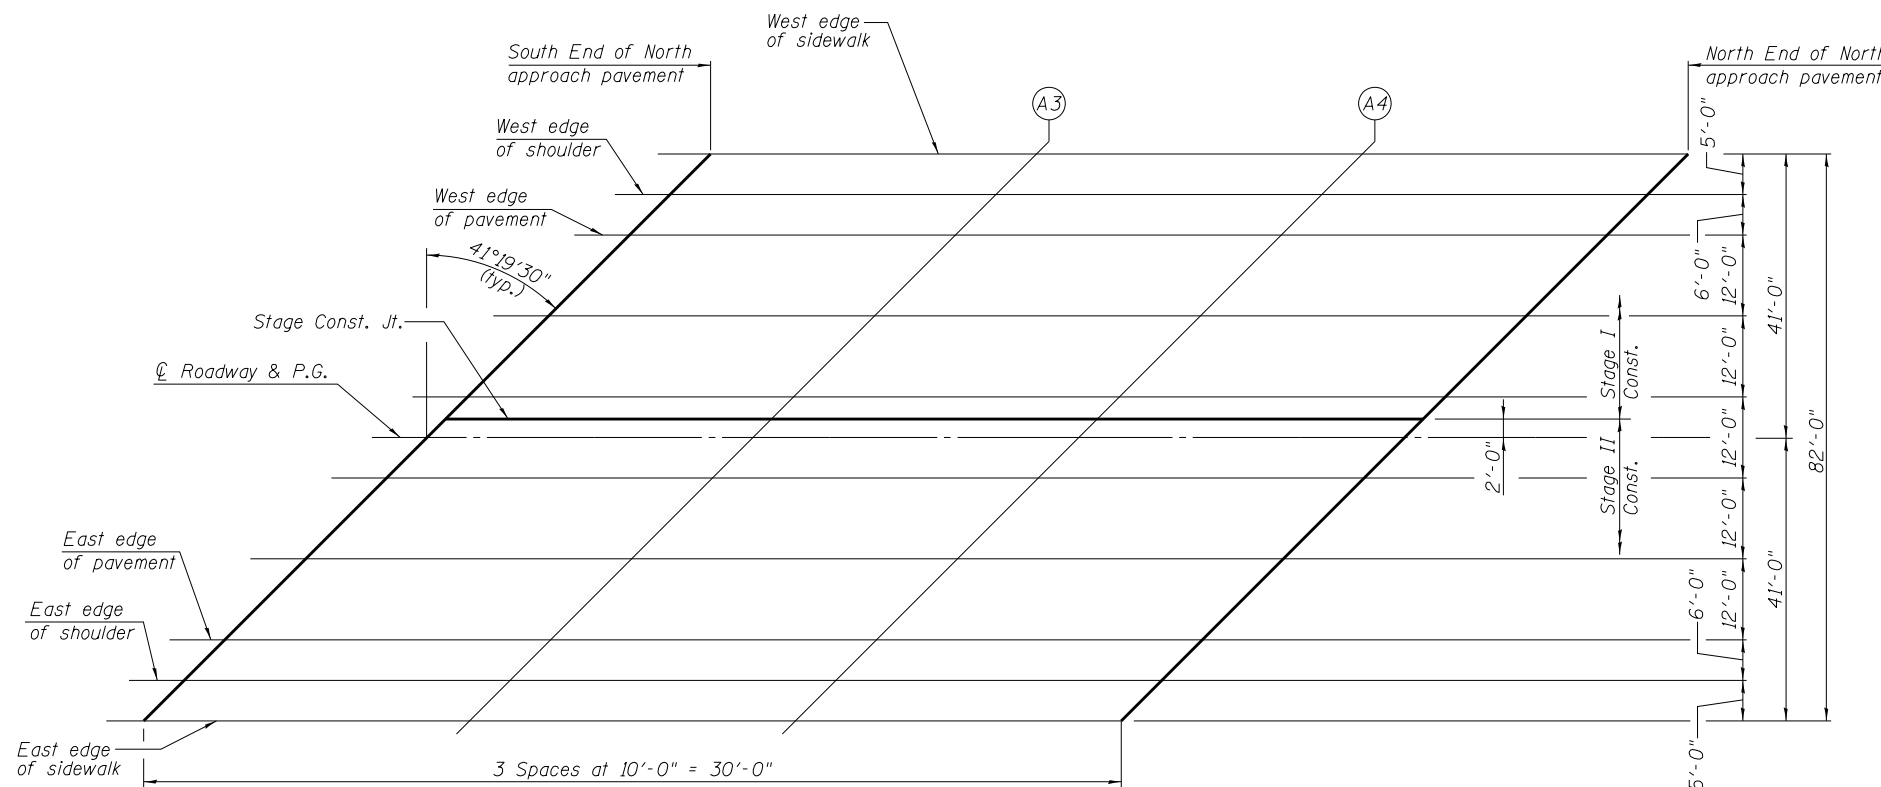 West edge
of sidewalk
South End of North
approach pavement
North End of North
approach pavement
A3
A4
5'-0"
West edge
of shoulder
West edge
of pavement
41°19'30"
(typ.)
6'-0"
12'-0"
41'-0"
Stage Const. Jt.
℄ Roadway & P.G.
Stage I
Const.
12'-0"
82'-0"
2'-0"
Stage II
Const.
12'-0"
12'-0"
East edge
of pavement
East edge
of shoulder
6'-0"
12'-0"
41'-0"
East edge
of sidewalk
3 Spaces at 10'-0" = 30'-0"
5'-0"